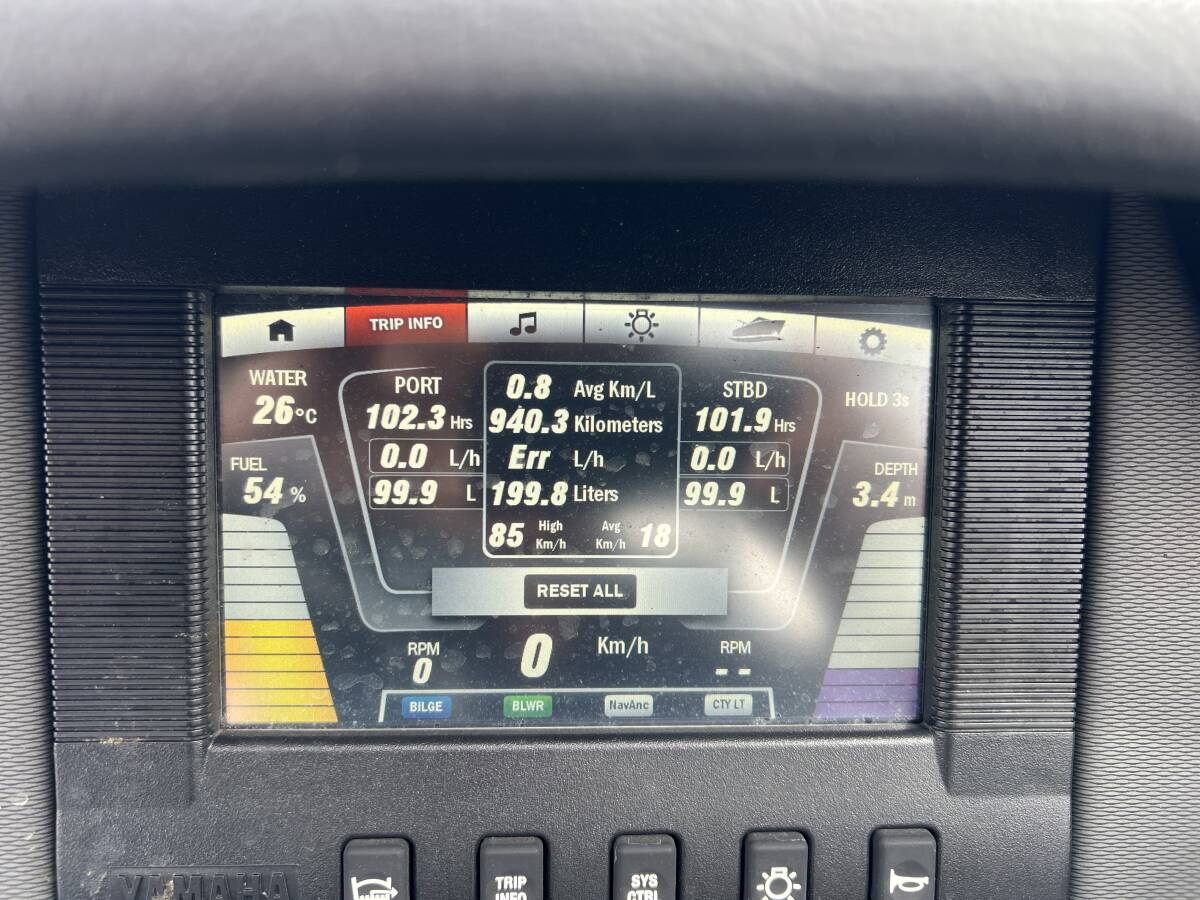 TRIP INFO
WATER
26°C
PORT
102.3 Hrs
0.0 L/h
99.9 L
0.8 Avg Km/L
940.3 Kilometers
Err L/h
199.8 Liters
85 High Km/h Avg Km/h 18
STBD
101.9 Hrs
0.0 L/h
99.9 L
HOLD 3s
FUEL
54 %
DEPTH
3.4 m
RESET ALL
RPM
0
0 Km/h
RPM
--
BILGE BLWR NavAnc CTY LT
YAMAHA
TRIP
INFO
SYS
CTRL